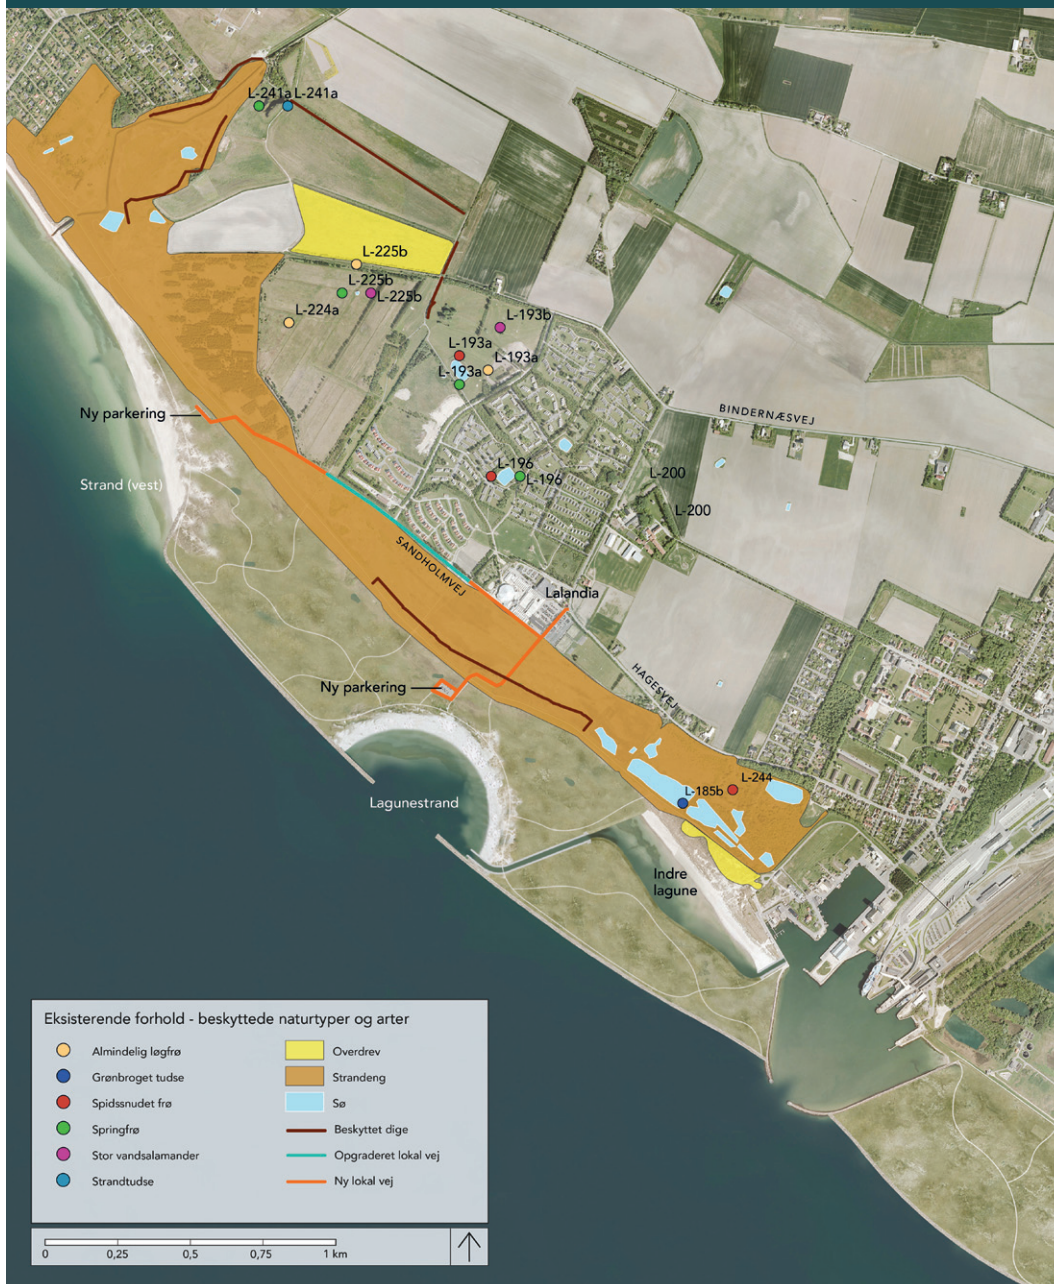 L-241a L-241a
L-225b
L-225b
L-225b
L-224a
L-193b
L-193a
L-193a
L-193a
Ny parkering
BINDERNÆSVEJ
L-196
L-196
L-200
L-200
Strand (vest)
SANDHOLMVEJ
Lalandia
HAGESVEJ
Ny parkering
L-244
L-185b
Lagunestrand
Indre
lagune
Eksisterende forhold - beskyttede naturtyper og arter
Almindelig løgfrø
Grønbroget tudse
Spidssnudet frø
Springfrø
Stor vandsalamander
Strandtudse
Overdrev
Strandeng
Sø
Beskyttet dige
Opgraderet lokal vej
Ny lokal vej
0 0,25 0,5 0,75 1 km